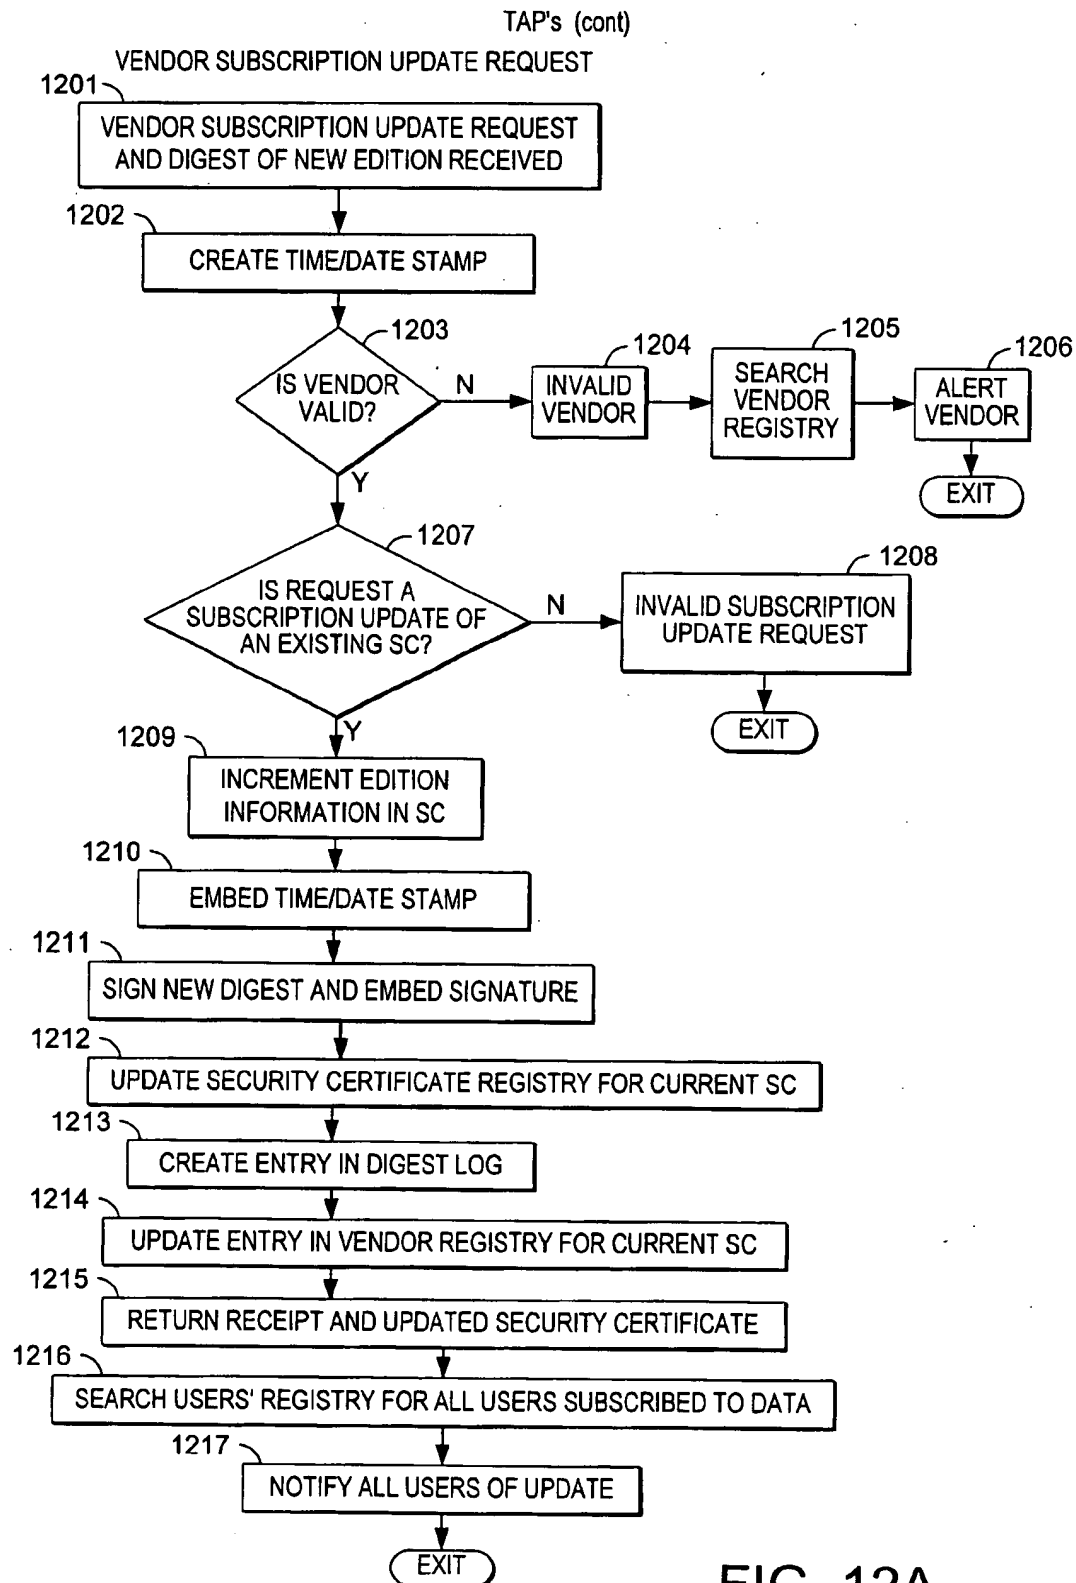 TAP's (cont)
VENDOR SUBSCRIPTION UPDATE REQUEST
1201
VENDOR SUBSCRIPTION UPDATE REQUEST
AND DIGEST OF NEW EDITION RECEIVED
1202
CREATE TIME/DATE STAMP
1203
IS VENDOR
VALID?
N
1204
INVALID
VENDOR
1205
SEARCH
VENDOR
REGISTRY
1206
ALERT
VENDOR
EXIT
Y
1207
IS REQUEST A
SUBSCRIPTION UPDATE OF
AN EXISTING SC?
N
1208
INVALID SUBSCRIPTION
UPDATE REQUEST
EXIT
Y
1209
INCREMENT EDITION
INFORMATION IN SC
1210
EMBED TIME/DATE STAMP
1211
SIGN NEW DIGEST AND EMBED SIGNATURE
1212
UPDATE SECURITY CERTIFICATE REGISTRY FOR CURRENT SC
1213
CREATE ENTRY IN DIGEST LOG
1214
UPDATE ENTRY IN VENDOR REGISTRY FOR CURRENT SC
1215
RETURN RECEIPT AND UPDATED SECURITY CERTIFICATE
1216
SEARCH USERS' REGISTRY FOR ALL USERS SUBSCRIBED TO DATA
1217
NOTIFY ALL USERS OF UPDATE
EXIT
FIG. 12A